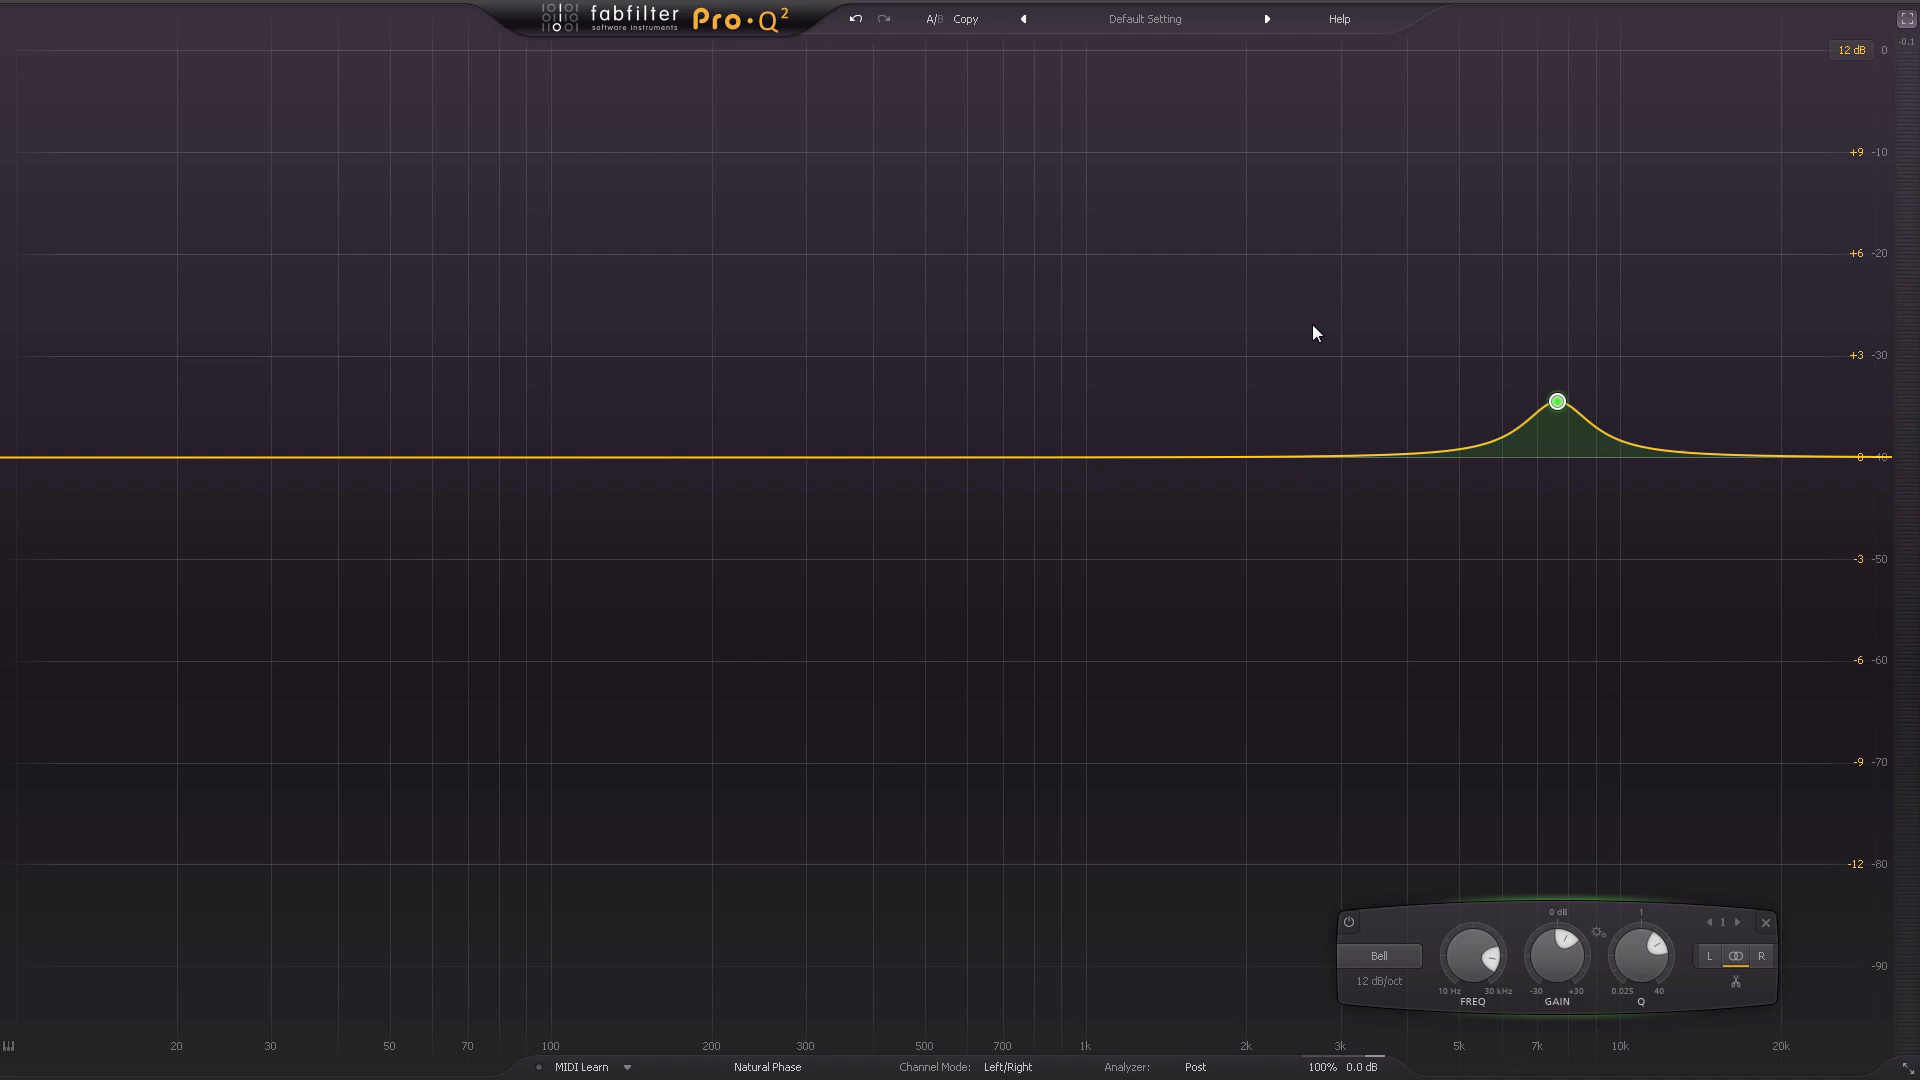 fabfilter Pro·Q²
software instruments
A/B Copy Default Setting Help
-0.1
12 dB 0
+9 -10
+6 -20
+3 -30
0 -40
-3 -50
-6 -60
-9 -70
-12 -80
-90
0 dB 1
1
Bell
L R
12 dB/oct
10 Hz 30 kHz -30 +30 0.025 40
FREQ GAIN Q
20 30 50 70 100 200 300 500 700 1k 2k 3k 5k 7k 10k 20k
MIDI Learn Natural Phase Channel Mode: Left/Right Analyzer: Post 100% 0.0 dB